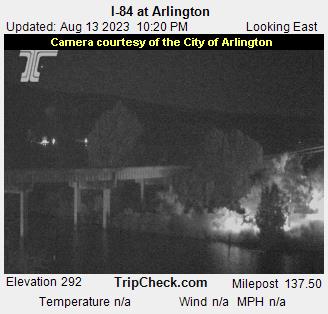 I-84 at Arlington
Updated: Aug 13 2023 10:20 PM Looking East
Camera courtesy of the City of Arlington
Elevation 292 TripCheck.com Milepost 137.50
Temperature n/a Wind n/a MPH n/a